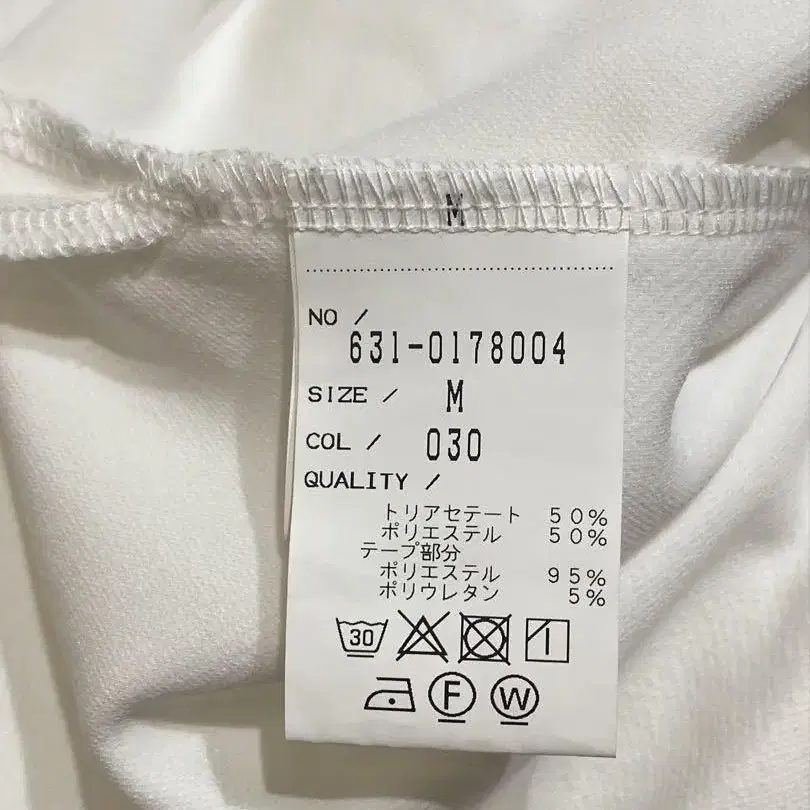 M
NO /
631-0178004
SIZE / M
COL / 030
QUALITY /
トリアセテート 50%
ポリエステル 50%
テープ部分
ポリエステル 95%
ポリウレタン 5%
30
F W